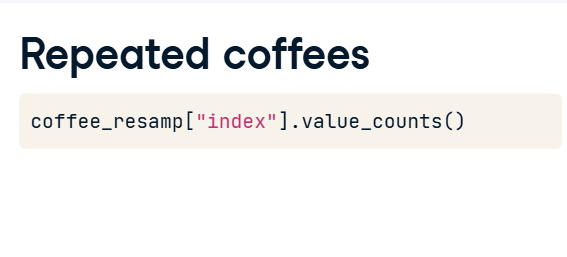 Repeated coffees
coffee_resamp["index"].value_counts()